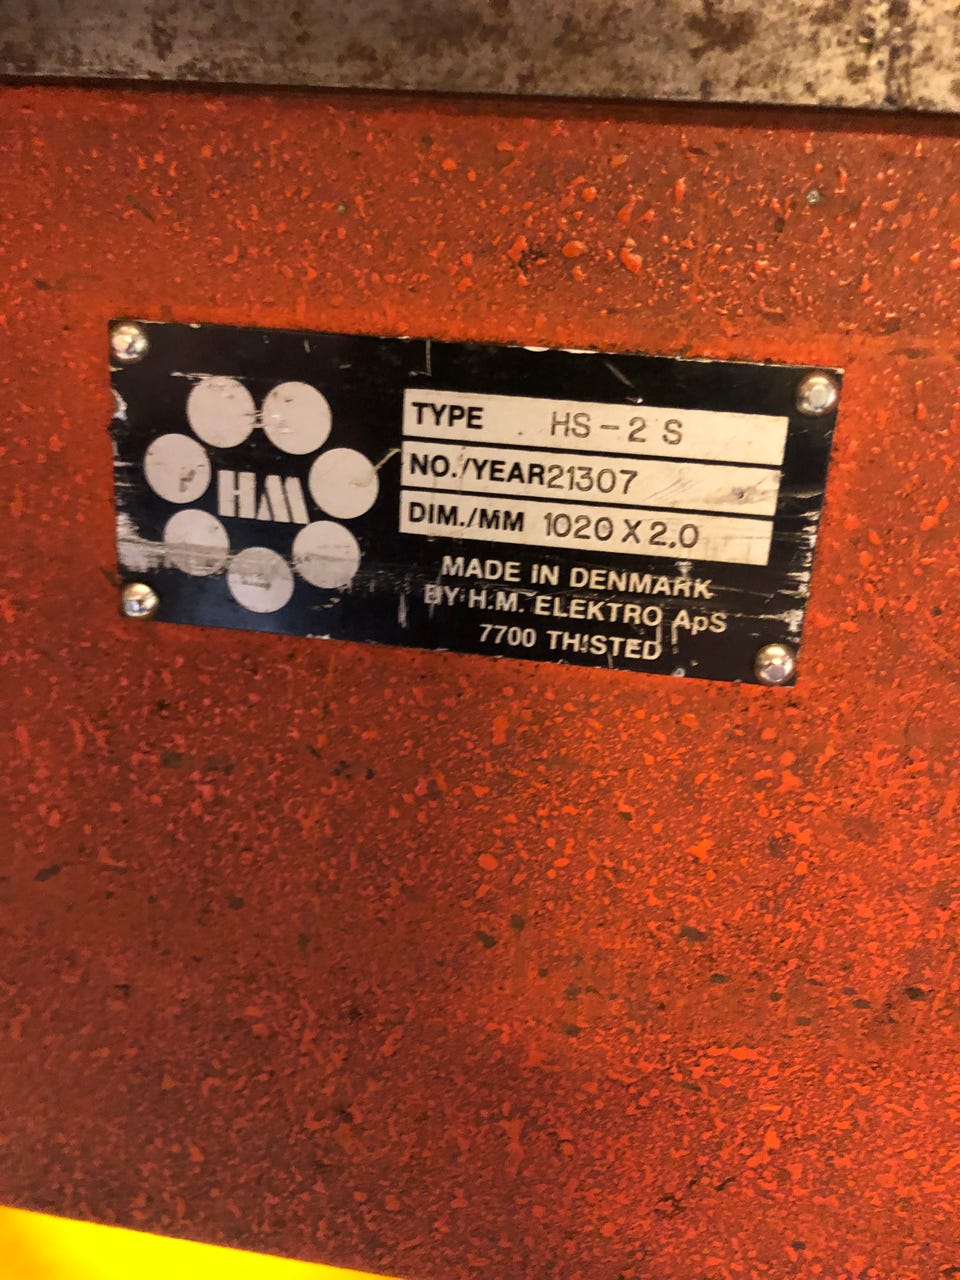 HM
TYPE HS-2 S
NO./YEAR 21307
DIM./MM 1020 X 2.0
MADE IN DENMARK
BY H.M. ELEKTRO ApS
7700 THISTED